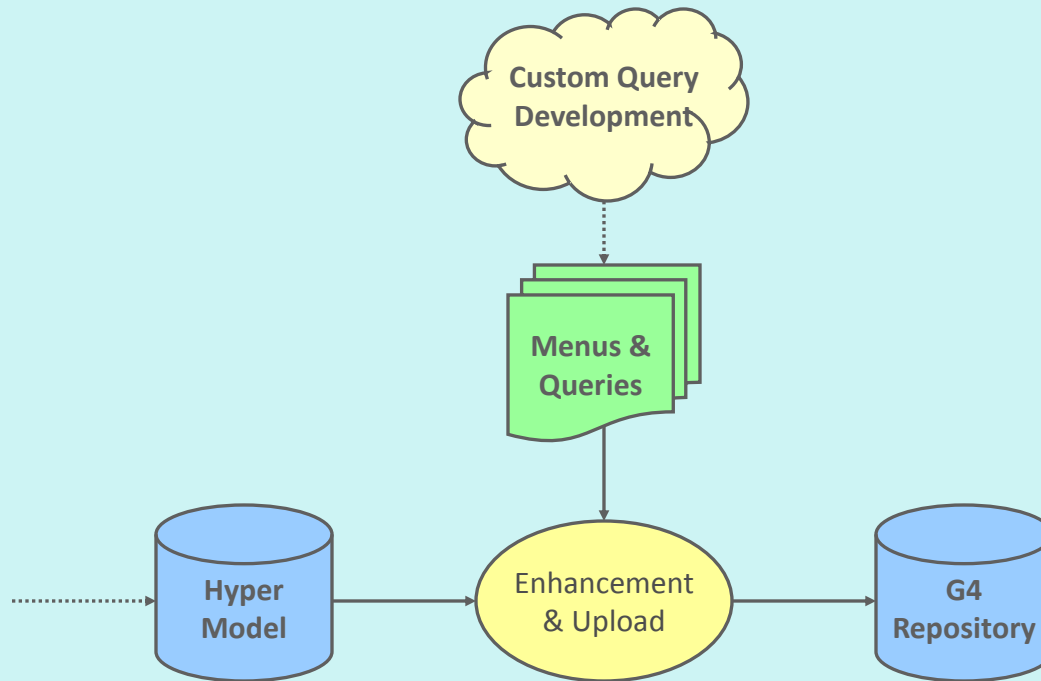 Custom Query
Development
Menus &
Queries
Hyper
Model
Enhancement
& Upload
G4
Repository